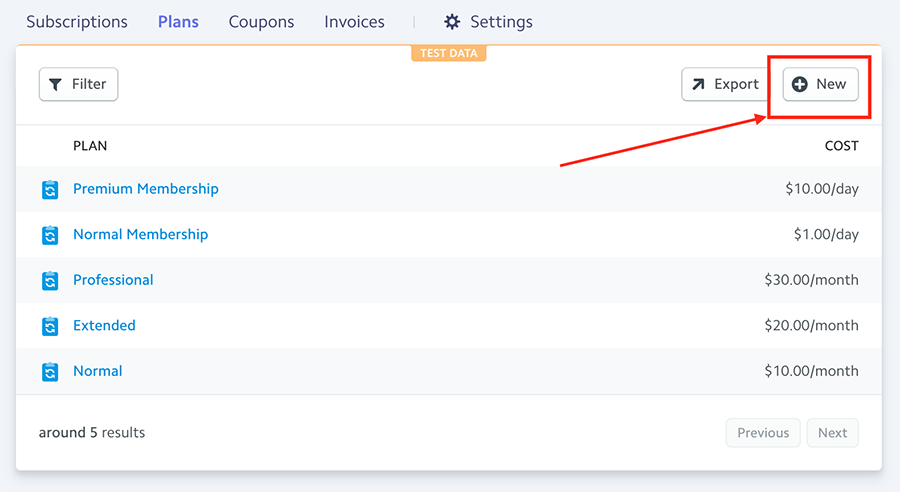 Subscriptions Plans Coupons Invoices Settings
TEST DATA
Filter Export New
PLAN COST
Premium Membership $10.00/day
Normal Membership $1.00/day
Professional $30.00/month
Extended $20.00/month
Normal $10.00/month
around 5 results Previous Next